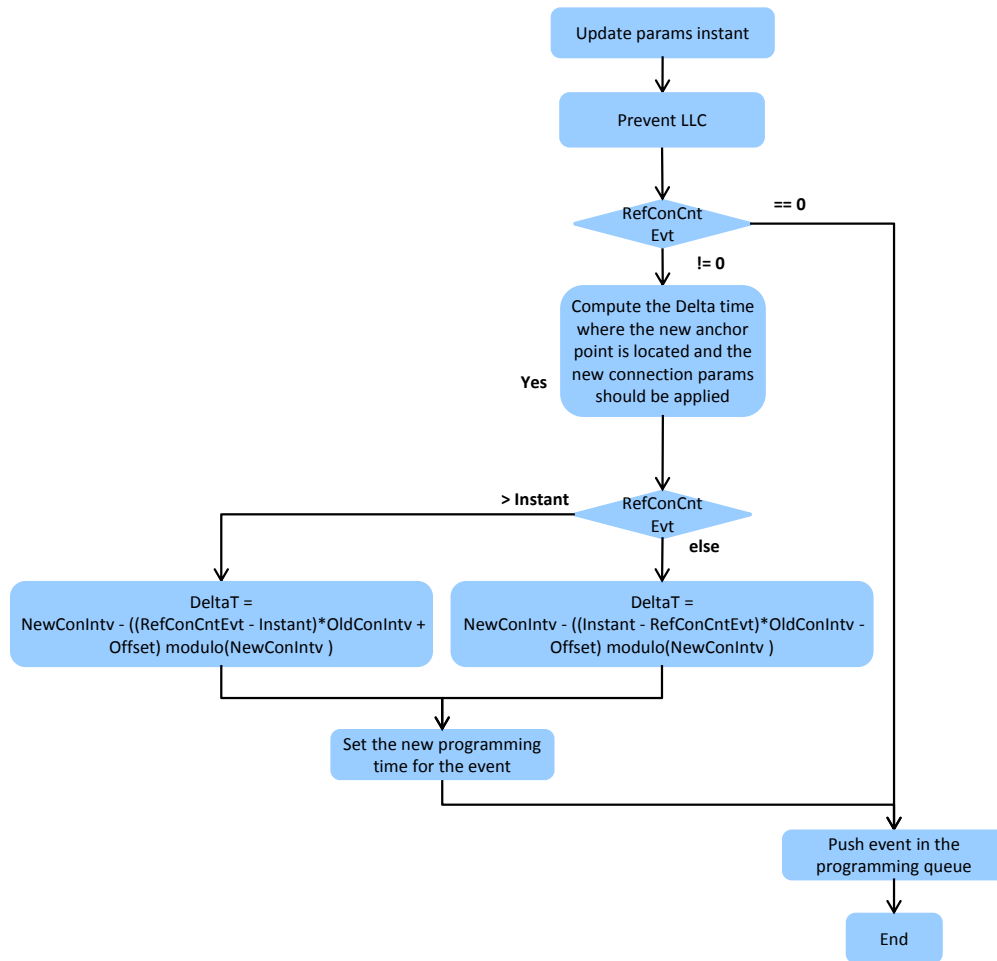 Update params instant
Prevent LLC
RefConCnt
Evt
== 0
!= 0
Compute the Delta time
where the new anchor
point is located and the
new connection params
should be applied
Yes
> Instant
RefConCnt
Evt
else
DeltaT =
NewConIntv - ((RefConCntEvt - Instant)*OldConIntv +
Offset) modulo(NewConIntv )
DeltaT =
NewConIntv - ((Instant - RefConCntEvt)*OldConIntv -
Offset) modulo(NewConIntv )
Set the new programming
time for the event
Push event in the
programming queue
End